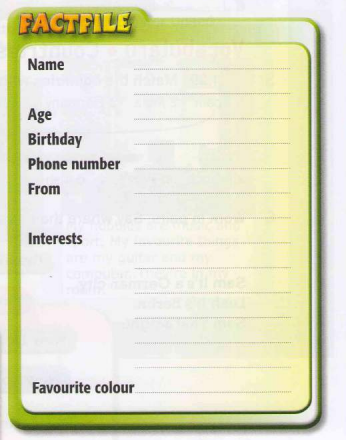 FACTFILE
Name
Age
Birthday
Phone number
From
Interests
Favourite colour